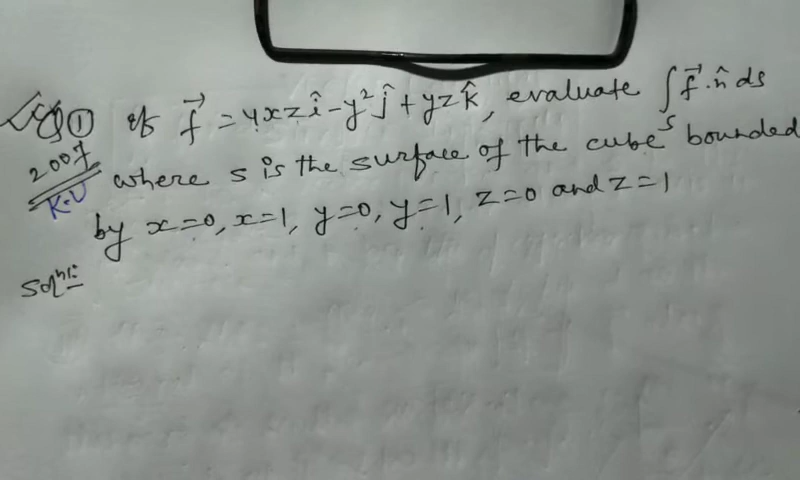 ① If f⃗ = 4xz î - y² ĵ + yz k̂, evaluate ∫ₛ f⃗.n̂ ds
2007
K.U
where s is the surface of the cube bounded
by x=0, x=1, y=0, y=1, z=0 and z=1
Solⁿ: